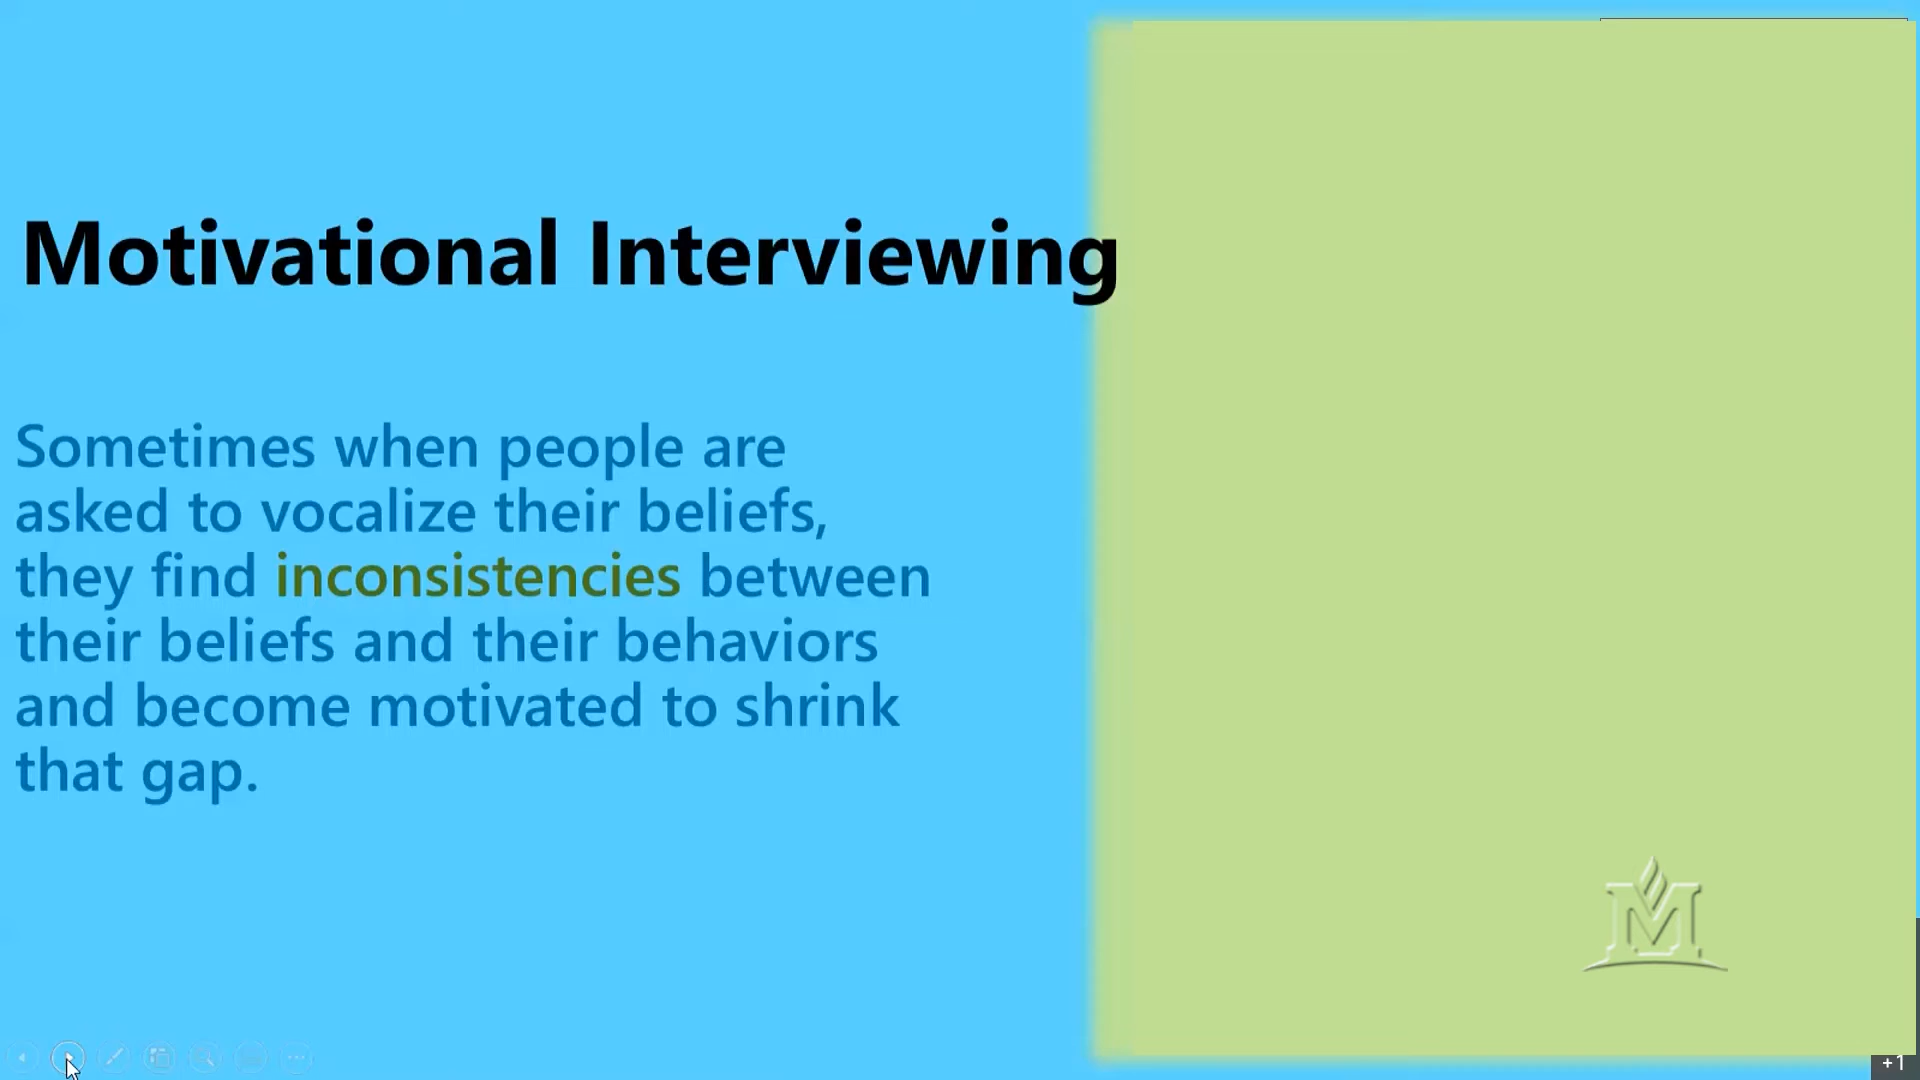 Motivational Interviewing
Sometimes when people are
asked to vocalize their beliefs,
they find inconsistencies between
their beliefs and their behaviors
and become motivated to shrink
that gap.
M
+1